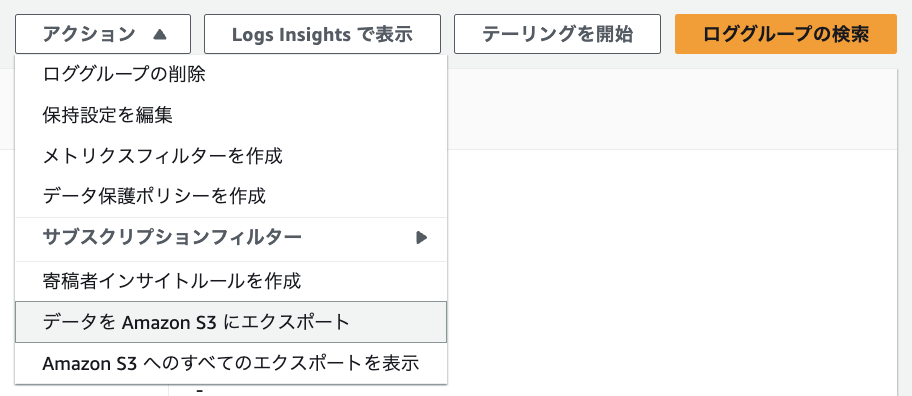 アクション ▲ Logs Insights で表示 テーリングを開始 ロググループの検索
ロググループの削除
保持設定を編集
メトリクスフィルターを作成
データ保護ポリシーを作成
サブスクリプションフィルター ▶
寄稿者インサイトルールを作成
データを Amazon S3 にエクスポート
Amazon S3 へのすべてのエクスポートを表示
-